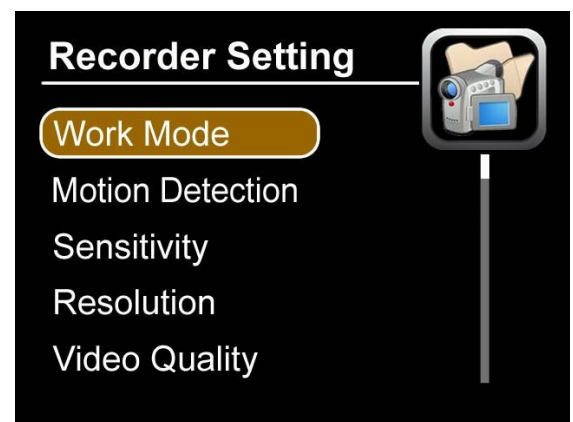 Recorder Setting
Work Mode
Motion Detection
Sensitivity
Resolution
Video Quality